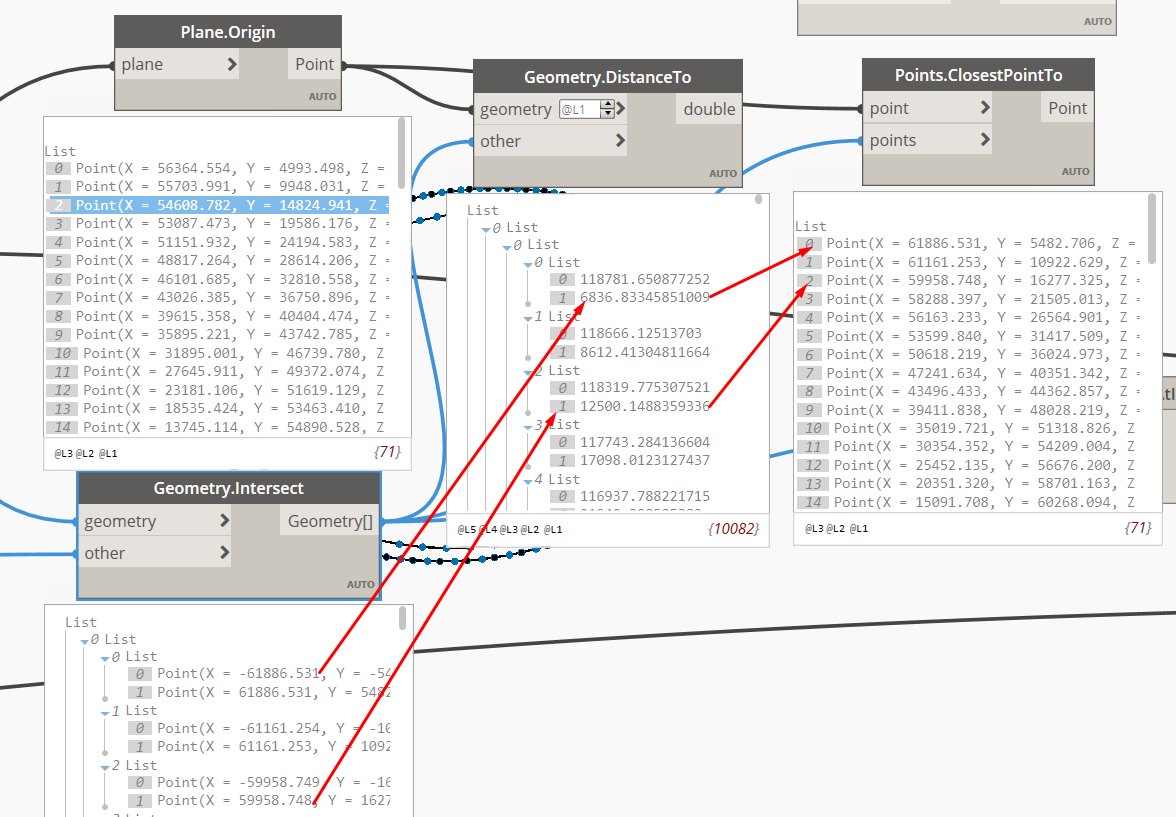 AUTO
Plane.Origin
plane
Point
AUTO
List
0 Point(X = 56364.554, Y = 4993.498, Z =
1 Point(X = 55703.991, Y = 9948.031, Z =
2 Point(X = 54608.782, Y = 14824.941, Z =
3 Point(X = 53087.473, Y = 19586.176, Z =
4 Point(X = 51151.932, Y = 24194.583, Z =
5 Point(X = 48817.264, Y = 28614.206, Z =
6 Point(X = 46101.685, Y = 32810.558, Z =
7 Point(X = 43026.385, Y = 36750.896, Z =
8 Point(X = 39615.358, Y = 40404.474, Z =
9 Point(X = 35895.221, Y = 43742.785, Z =
10 Point(X = 31895.001, Y = 46739.780, Z
11 Point(X = 27645.911, Y = 49372.074, Z
12 Point(X = 23181.106, Y = 51619.129, Z
13 Point(X = 18535.424, Y = 53463.410, Z
14 Point(X = 13745.114, Y = 54890.528, Z
@L3 @L2 @L1 {71}
Geometry.DistanceTo
geometry @L1
double
other
AUTO
List
0 List
0 List
0 List
0 118781.650877252
1 6836.83345851009
1 List
0 118666.12513703
1 8612.41304811664
2 List
0 118319.775307521
1 12500.1488359336
3 List
0 117743.284136604
1 17098.0123127437
4 List
0 116937.788221715
@L5 @L4 @L3 @L2 @L1 {10082}
Points.ClosestPointTo
point
Point
points
AUTO
List
0 Point(X = 61886.531, Y = 5482.706, Z =
1 Point(X = 61161.253, Y = 10922.629, Z =
2 Point(X = 59958.748, Y = 16277.325, Z =
3 Point(X = 58288.397, Y = 21505.013, Z =
4 Point(X = 56163.233, Y = 26564.901, Z =
5 Point(X = 53599.840, Y = 31417.509, Z =
6 Point(X = 50618.219, Y = 36024.973, Z =
7 Point(X = 47241.634, Y = 40351.342, Z =
8 Point(X = 43496.433, Y = 44362.857, Z =
9 Point(X = 39411.838, Y = 48028.219, Z =
10 Point(X = 35019.721, Y = 51318.826, Z
11 Point(X = 30354.352, Y = 54209.004, Z
12 Point(X = 25452.135, Y = 56676.200, Z
13 Point(X = 20351.320, Y = 58701.163, Z
14 Point(X = 15091.708, Y = 60268.094, Z
@L3 @L2 @L1 {71}
Geometry.Intersect
geometry
Geometry[]
other
AUTO
List
0 List
0 List
0 Point(X = -61886.531, Y = -54
1 Point(X = 61886.531, Y = 5482
1 List
0 Point(X = -61161.254, Y = -10
1 Point(X = 61161.253, Y = 1092
2 List
0 Point(X = -59958.749, Y = -16
1 Point(X = 59958.748, Y = 1627